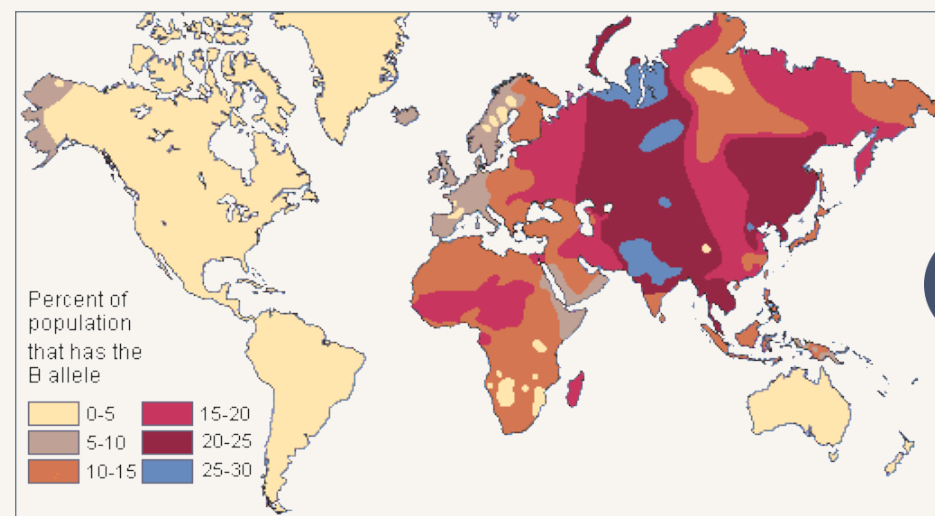 Percent of
population
that has the
B allele
0-5
15-20
5-10
20-25
10-15
25-30